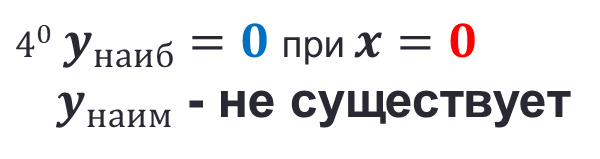 4⁰ yнаиб = 0 при x = 0
yнаим - не существует